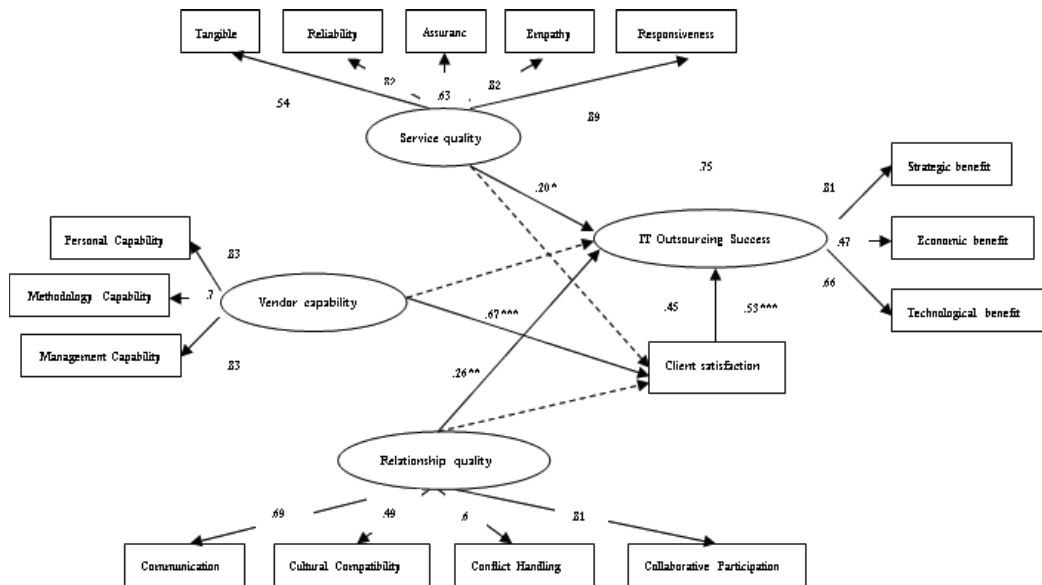 Tangible Reliability Assuranc Empathy Responsiveness
.82 .82
.63
.54
.89
Service quality
.75
Strategic benefit
.20*
.81
Personal Capability
IT Outsourcing Success
.47
Economic benefit
.83
.66
Methodology Capability
.7
Vendor capability
.67***
.45
.53***
Technological benefit
Management Capability
.83
.26**
Client satisfaction
Relationship quality
.69 .49 .6 .81
Communication Cultural Compatibility Conflict Handling Collaborative Participation